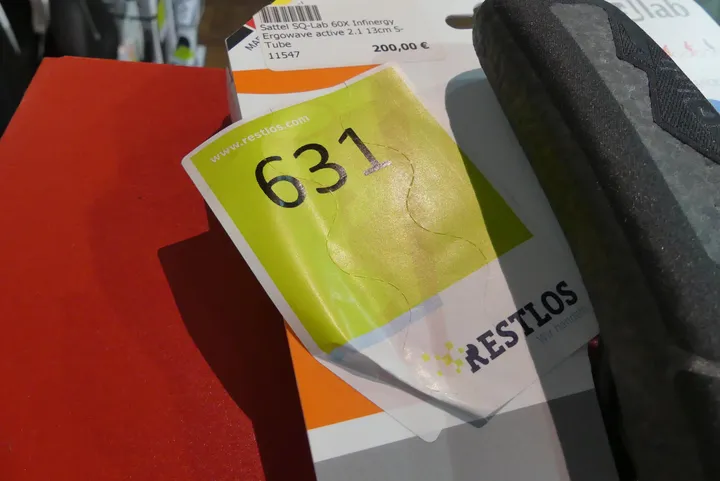 Sattel SQ-Lab 60X Infinergy
Ergowave active 2.1 13cm S-
Tube
11547
200,00 €
www.restlos.com
631
RESTLOS